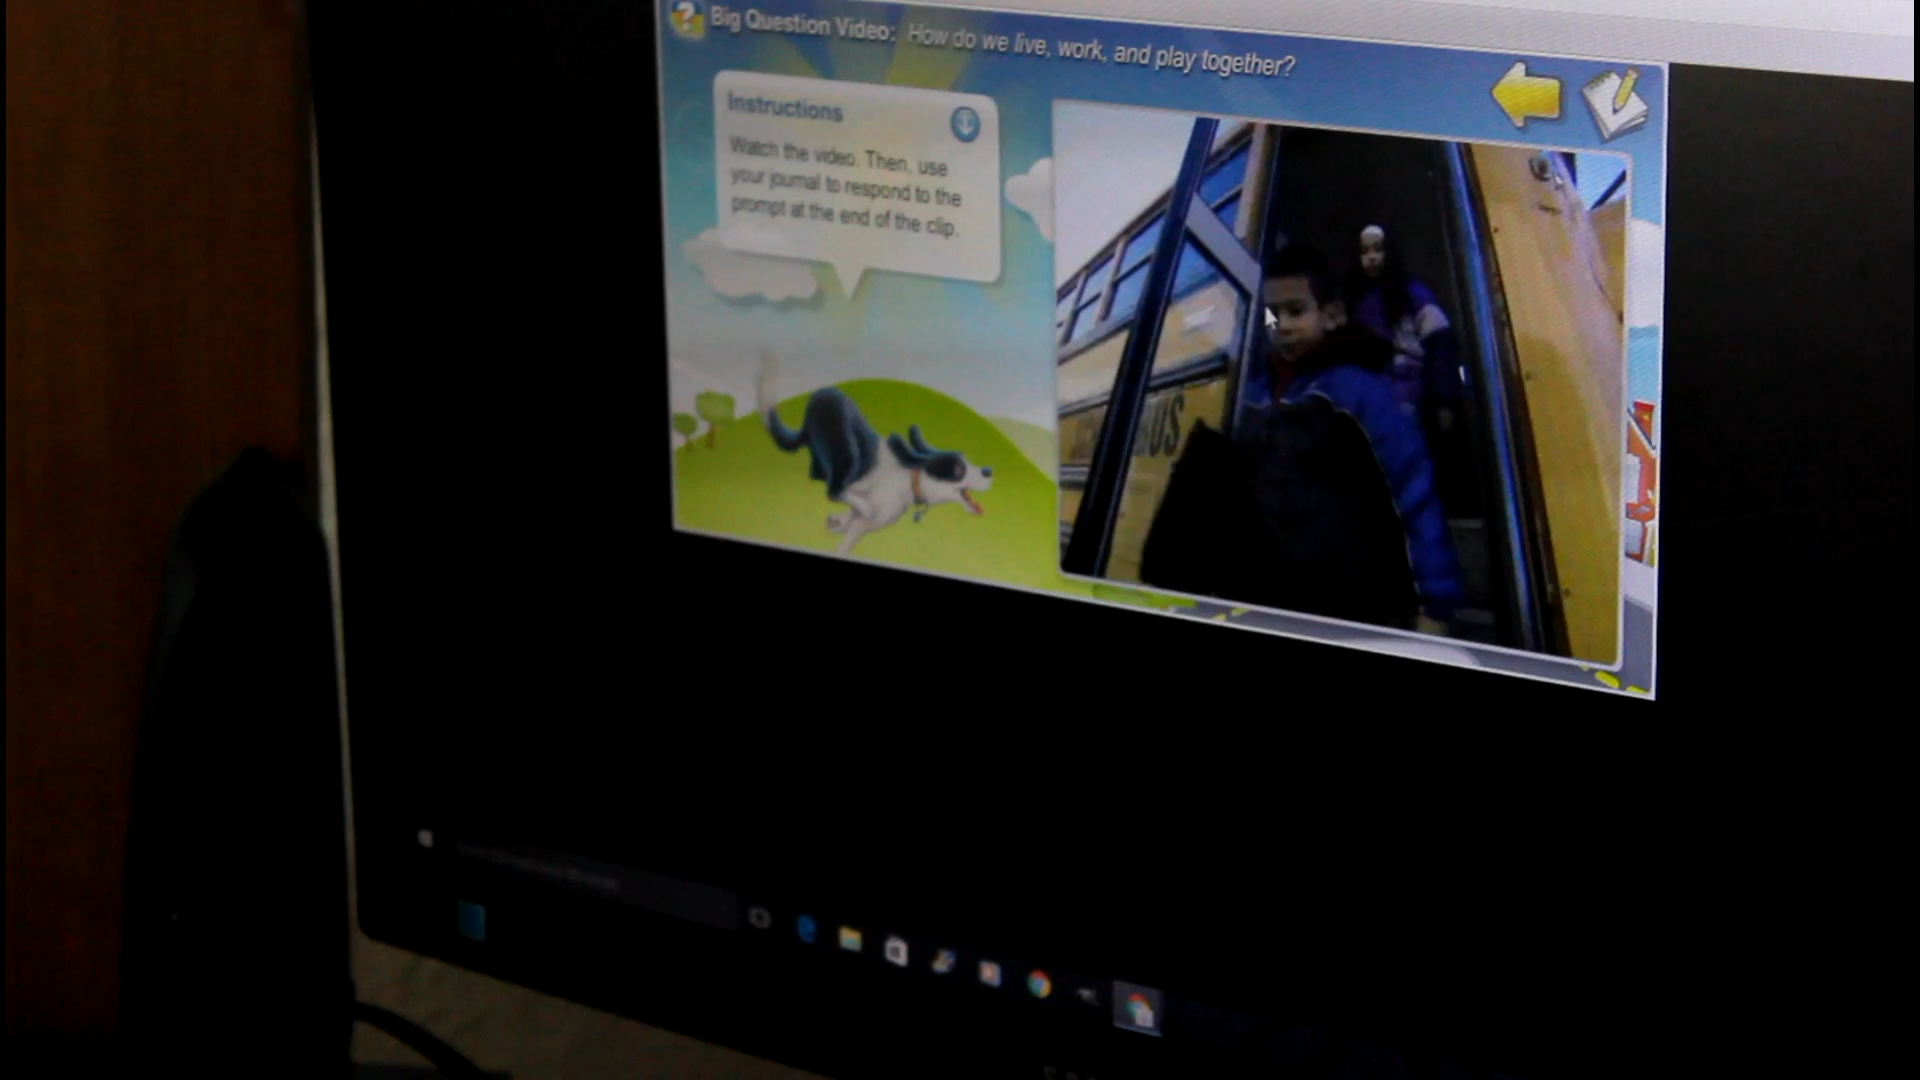 Big Question Video: How do we live, work, and play together?
Instructions
Watch the video. Then, use
your journal to respond to the
prompt at the end of the clip.
BUS